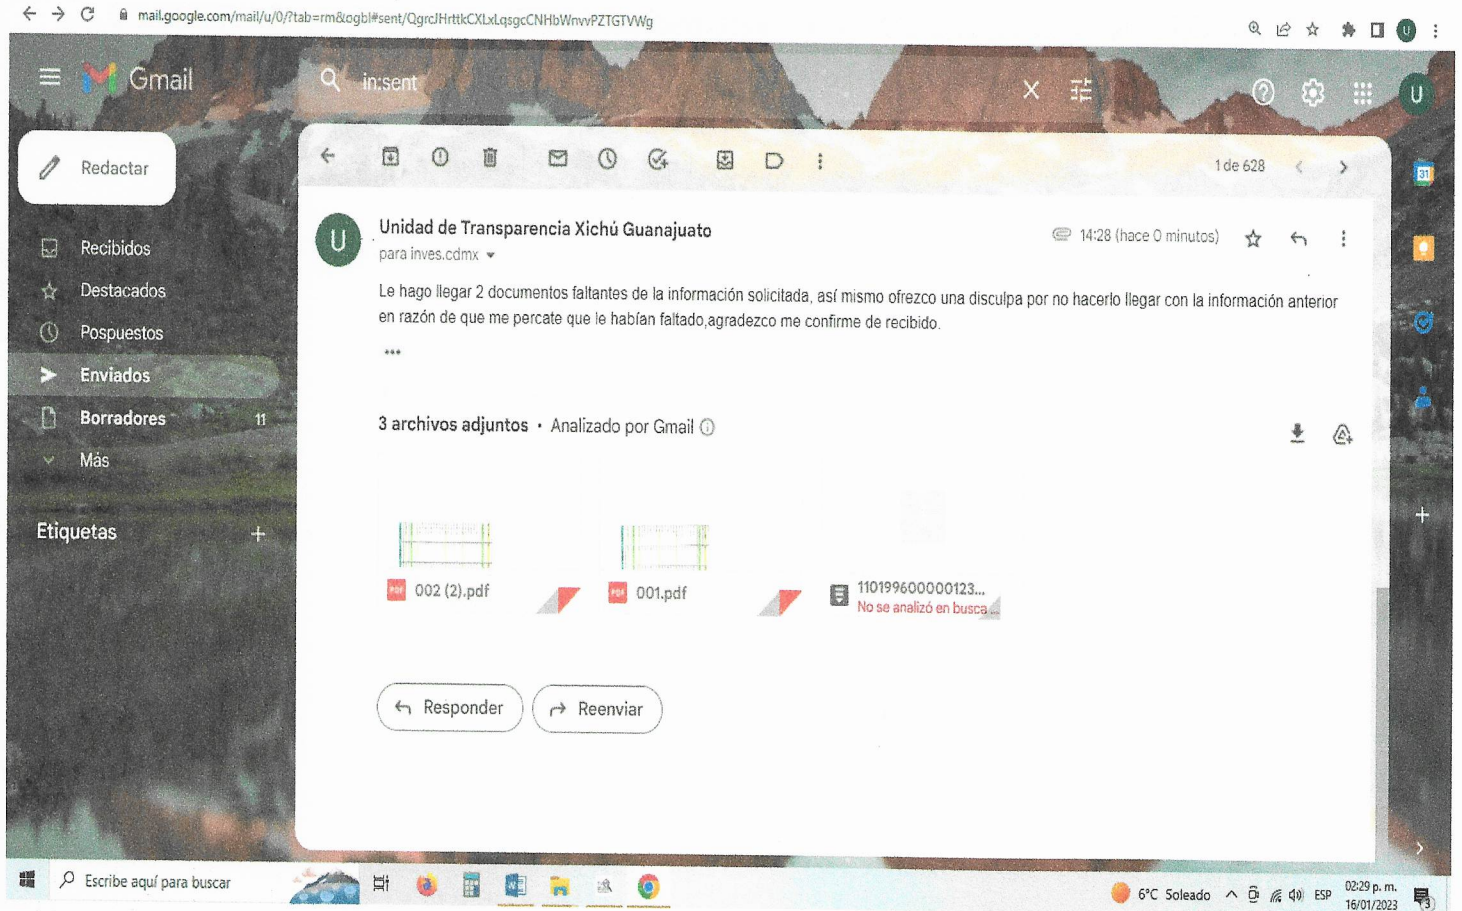 mail.google.com/mail/u/0/?tab=rm&ogbl#sent/QgrcJHrttkCXLxLqsgcCNHbWnvvPZTGTVWg
U
Gmail
in:sent
U
Redactar
1 de 628
31
Unidad de Transparencia Xichú Guanajuato
14:28 (hace 0 minutos)
U
para inves.cdmx
Recibidos
Destacados
Pospuestos
Enviados
Borradores 11
Más
Etiquetas
Le hago llegar 2 documentos faltantes de la información solicitada, así mismo ofrezco una disculpa por no hacerlo llegar con la información anterior
en razón de que me percate que le habían faltado,agradezco me confirme de recibido.
3 archivos adjuntos • Analizado por Gmail
PDF 002 (2).pdf
PDF 001.pdf
110199600000123...
No se analizó en busca ...
Responder
Reenviar
Escribe aquí para buscar
6°C Soleado
ESP
02:29 p. m.
16/01/2023
3